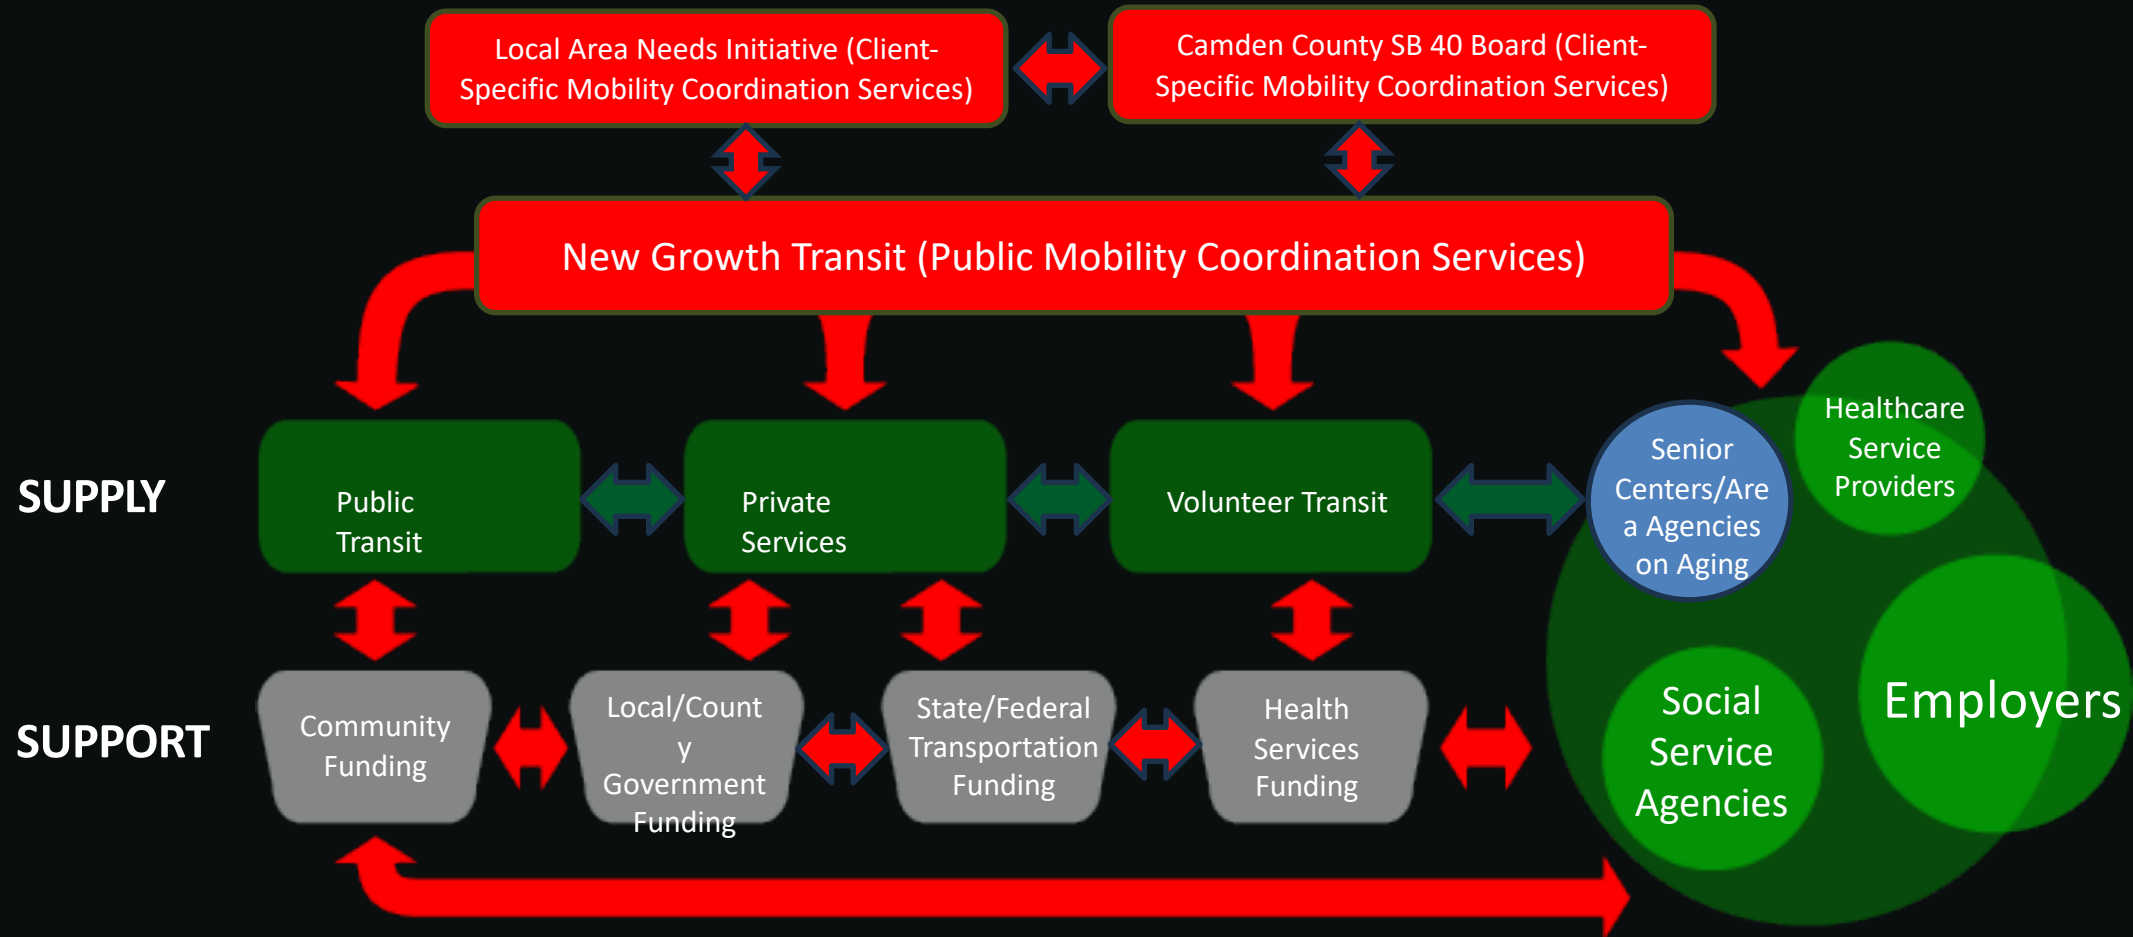 Local Area Needs Initiative (Client-
Specific Mobility Coordination Services)
Camden County SB 40 Board (Client-
Specific Mobility Coordination Services)
New Growth Transit (Public Mobility Coordination Services)
SUPPLY
Public
Transit
Private
Services
Volunteer Transit
Senior
Centers/Are
a Agencies
on Aging
Healthcare
Service
Providers
SUPPORT
Community
Funding
Local/Count
y
Government
Funding
State/Federal
Transportation
Funding
Health
Services
Funding
Social
Service
Agencies
Employers